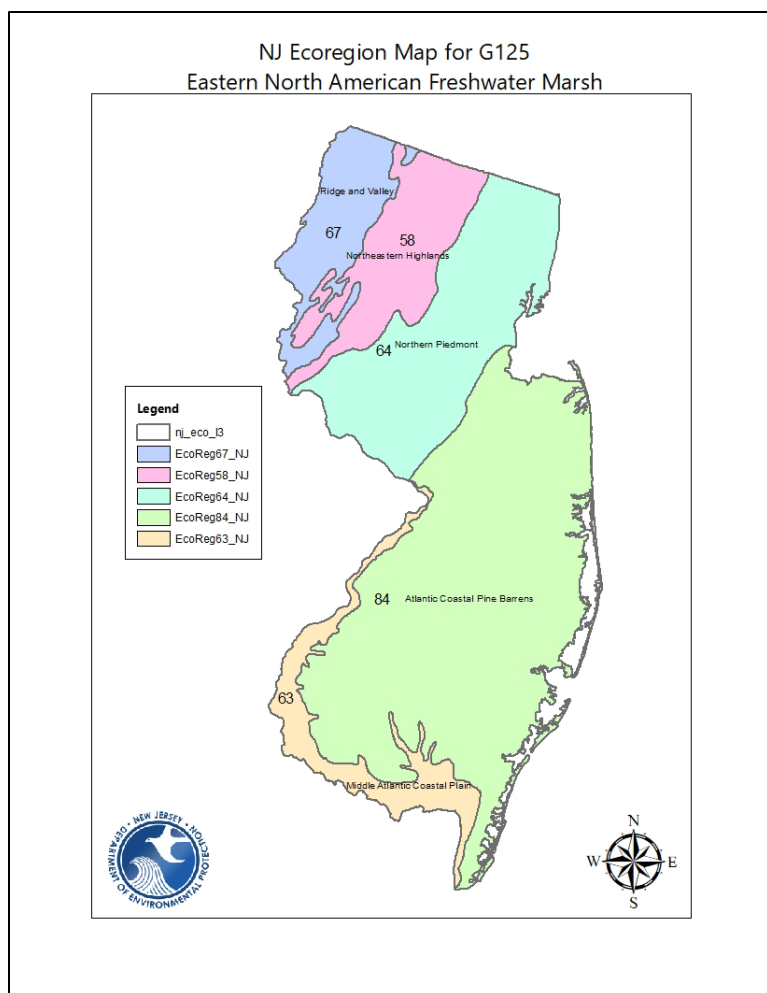 NJ Ecoregion Map for G125
Eastern North American Freshwater Marsh
Ridge and Valley
67
58
Northeastern Highlands
64
Northern Piedmont
Legend
nj_eco_l3
EcoReg67_NJ
EcoReg58_NJ
EcoReg64_NJ
EcoReg84_NJ
EcoReg63_NJ
84
Atlantic Coastal Pine Barrens
63
Middle Atlantic Coastal Plain
NEW JERSEY
DEPARTMENT OF ENVIRONMENTAL PROTECTION
N
W
E
S